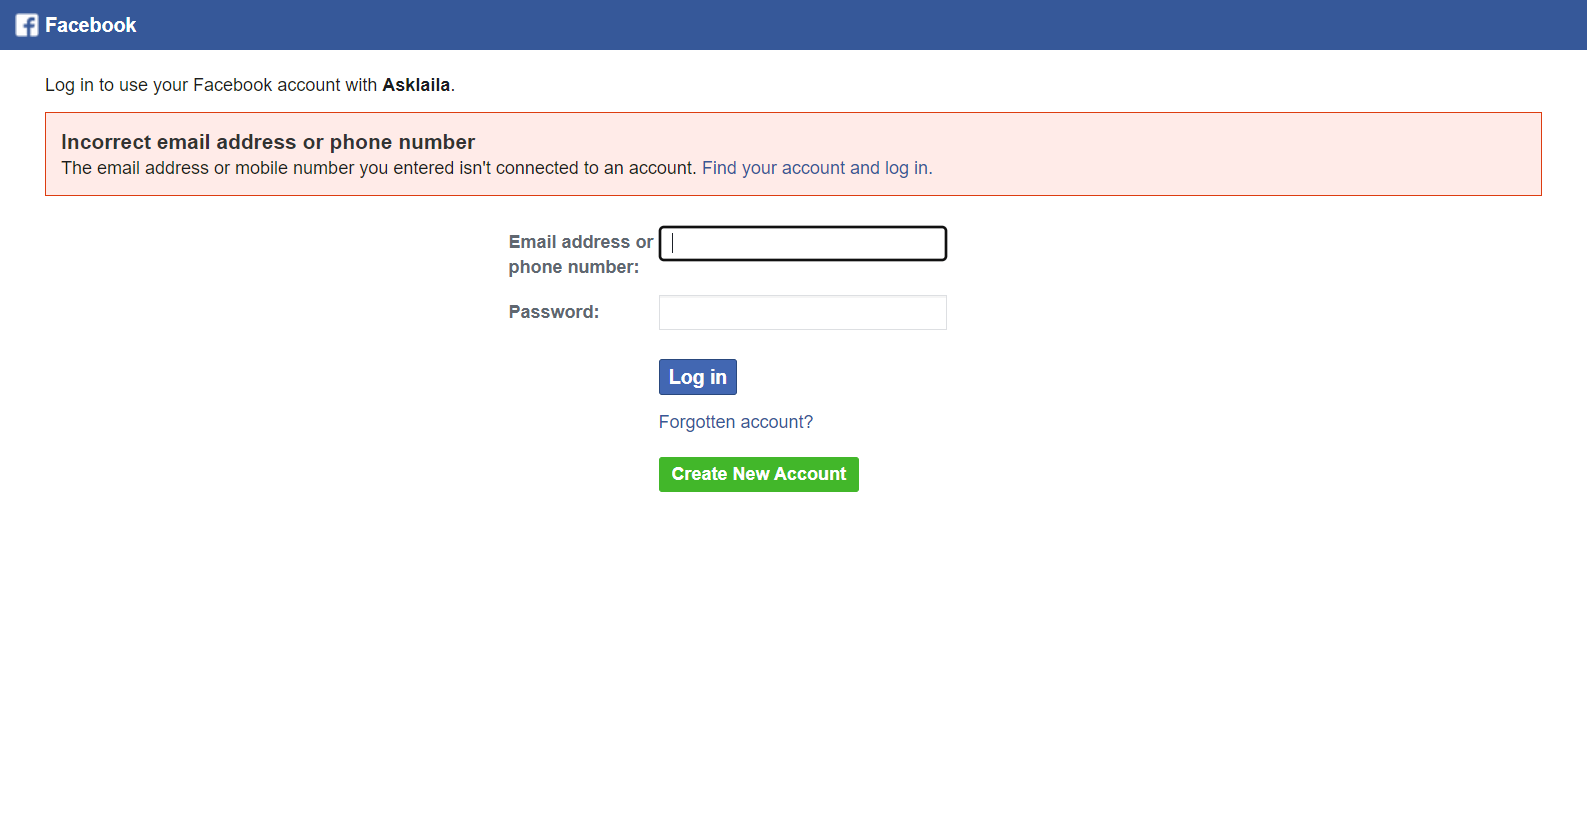 Facebook
Log in to use your Facebook account with Asklaila.
Incorrect email address or phone number
The email address or mobile number you entered isn't connected to an account. Find your account and log in.
Email address or
phone number:
Password:
Log in
Forgotten account?
Create New Account